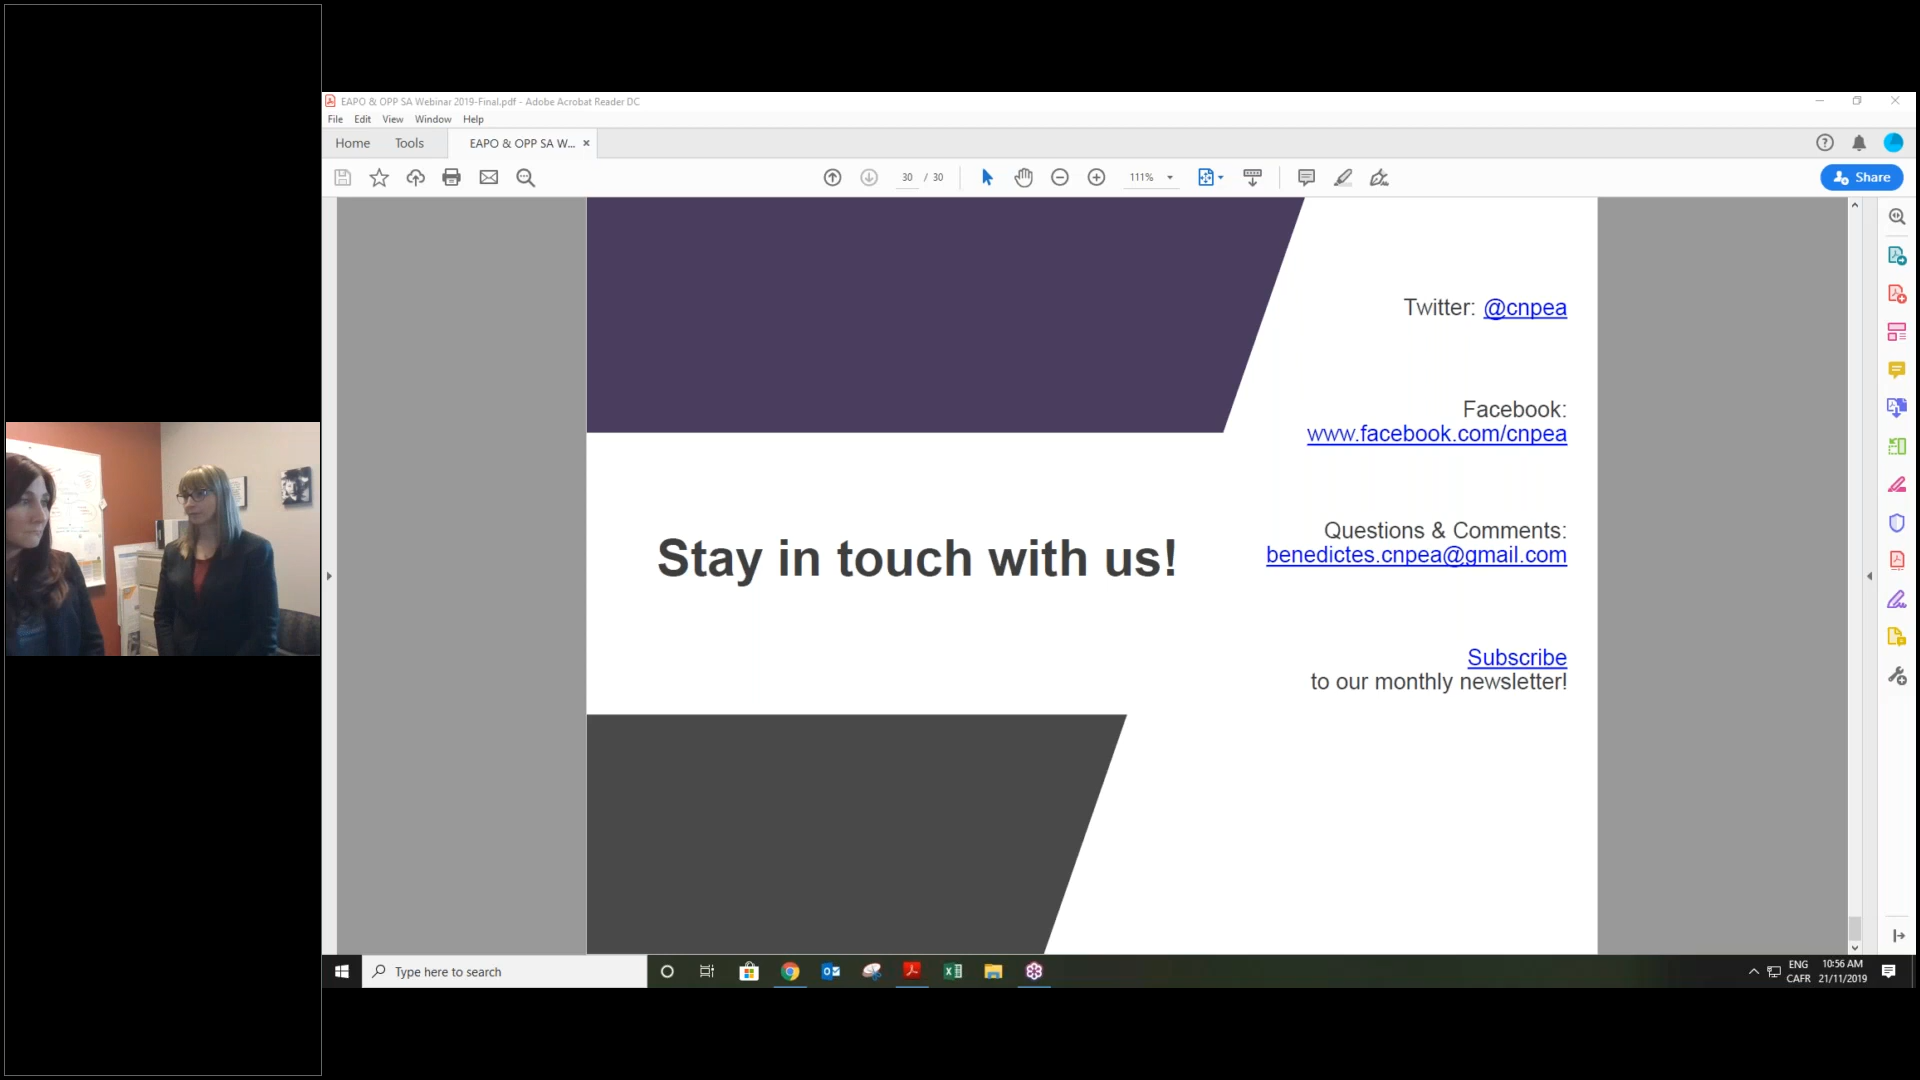 EAPO & OPP SA Webinar 2019-Final.pdf - Adobe Acrobat Reader DC
File Edit View Window Help
Home Tools EAPO & OPP SA W... ×
30 / 30 111% Share
Twitter: @cnpea
Facebook:
www.facebook.com/cnpea
Questions & Comments:
benedictes.cnpea@gmail.com
Stay in touch with us!
Subscribe
to our monthly newsletter!
Type here to search
ENG 10:56 AM
CAFR 21/11/2019